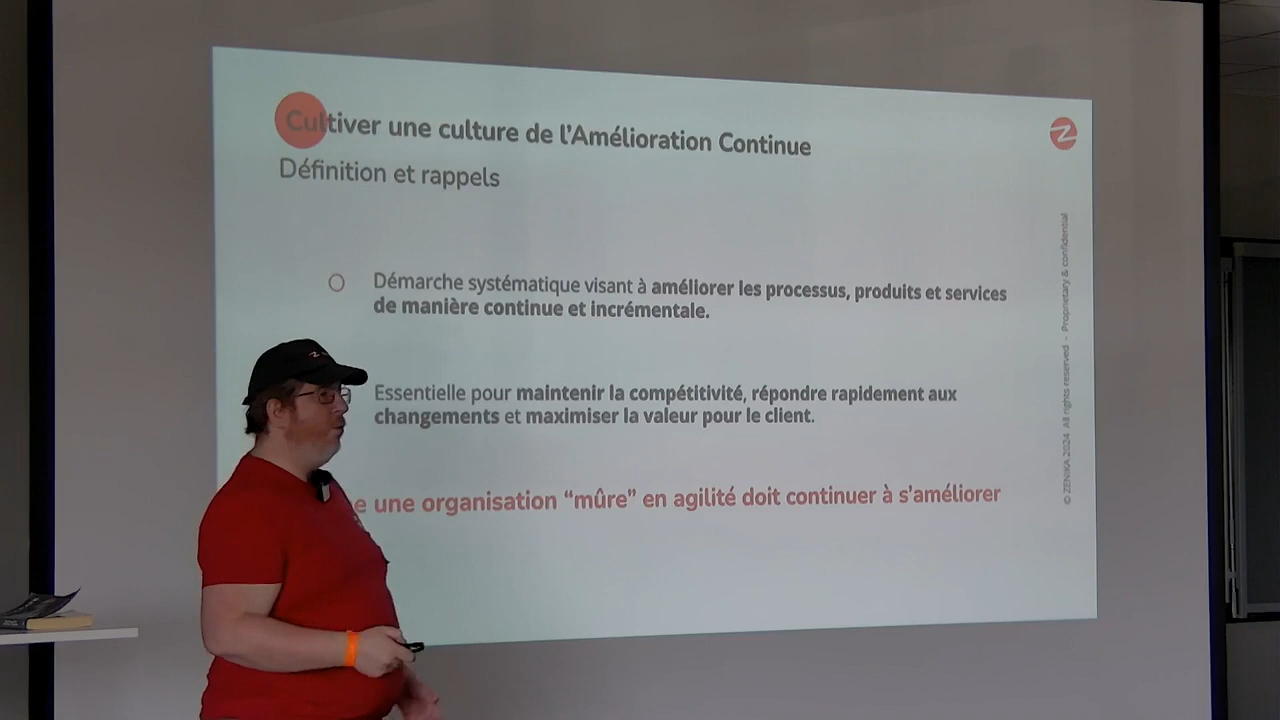 Cultiver une culture de l'Amélioration Continue
Définition et rappels
Démarche systématique visant à améliorer les processus, produits et services
de manière continue et incrémentale.
Essentielle pour maintenir la compétitivité, répondre rapidement aux
changements et maximiser la valeur pour le client.
e une organisation “mûre” en agilité doit continuer à s'améliorer
© ZENIKA 2024 All rights reserved - Proprietary & confidential